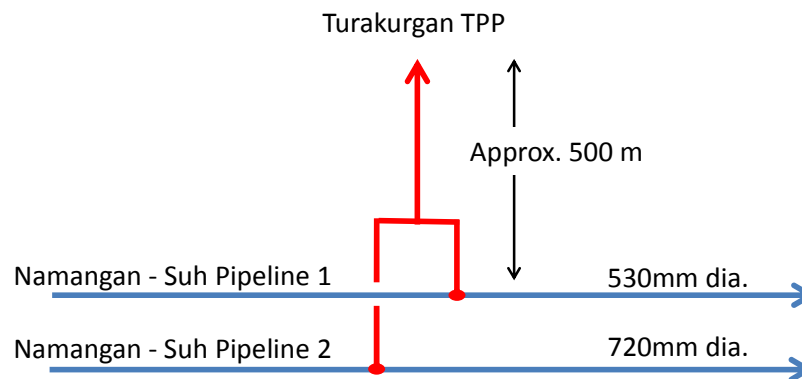 Turakurgan TPP
Approx. 500 m
Namangan - Suh Pipeline 1
530mm dia.
Namangan - Suh Pipeline 2
720mm dia.